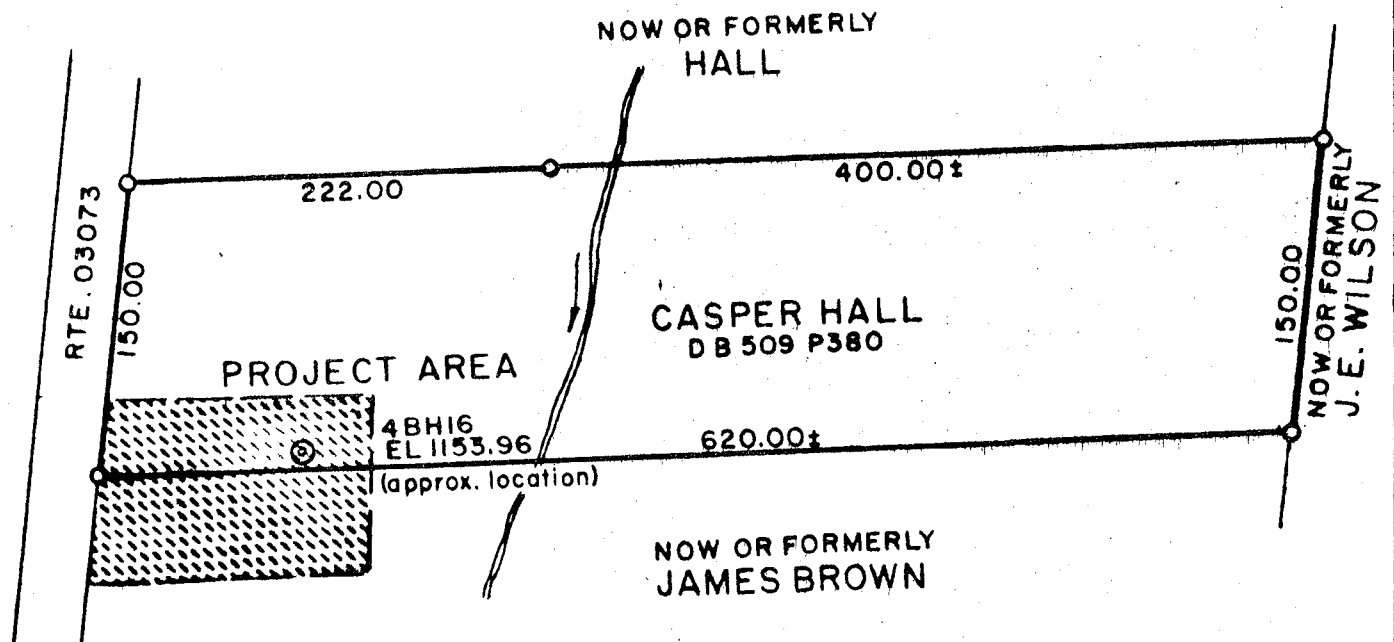 NOW OR FORMERLY
HALL
222.00
400.00±
RTE. 03073
150.00
CASPER HALL
DB 509 P380
150.00
NOW OR FORMERLY
J. E. WILSON
PROJECT AREA
4BH16
EL 1153.96
(approx. location)
620.00±
NOW OR FORMERLY
JAMES BROWN